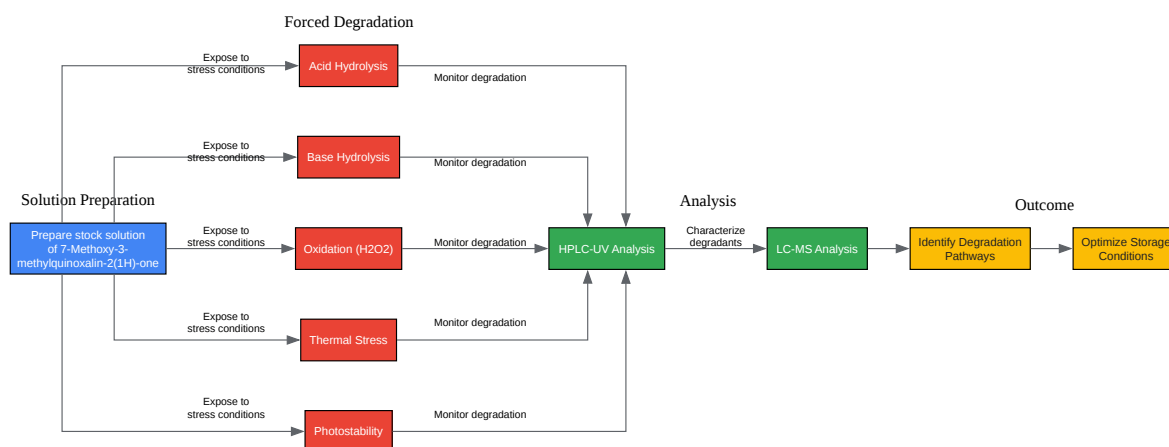 Forced Degradation
Expose to
stress conditions
Acid Hydrolysis
Monitor degradation
Expose to
stress conditions
Base Hydrolysis
Monitor degradation
Solution Preparation
Prepare stock solution
of 7-Methoxy-3-
methylquinoxalin-2(1H)-one
Expose to
stress conditions
Oxidation (H2O2)
Monitor degradation
Analysis
HPLC-UV Analysis
Characterize
degradants
LC-MS Analysis
Outcome
Identify Degradation
Pathways
Optimize Storage
Conditions
Expose to
stress conditions
Thermal Stress
Monitor degradation
Expose to
stress conditions
Photostability
Monitor degradation